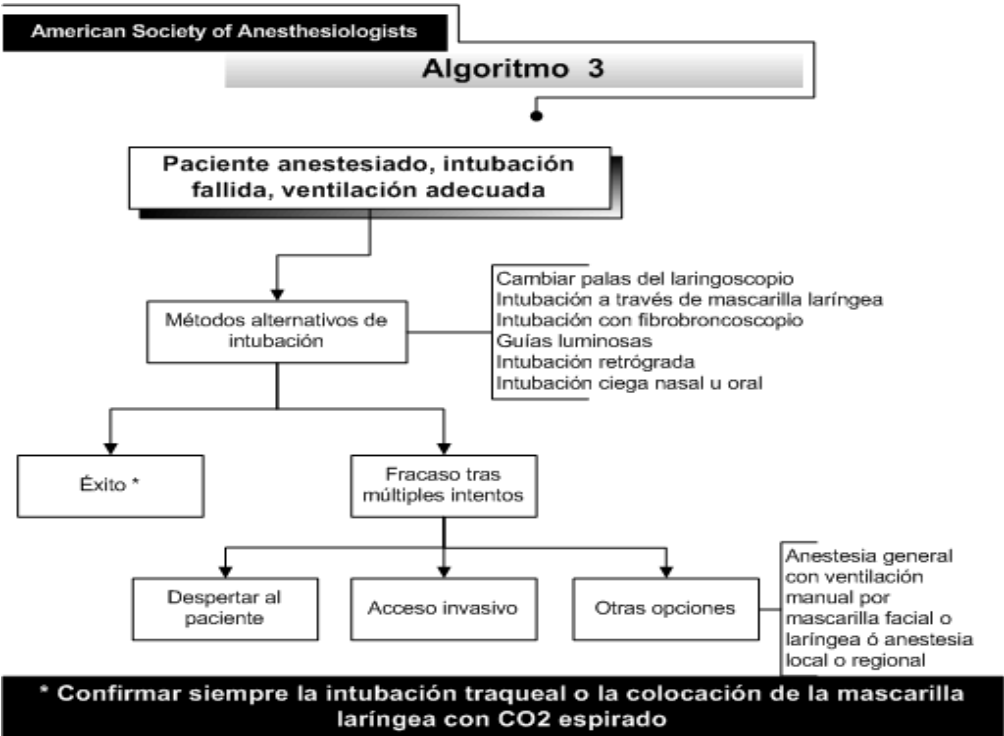 American Society of Anesthesiologists
Algoritmo 3
Paciente anestesiado, intubación
fallida, ventilación adecuada
Métodos alternativos de
intubación
Cambiar palas del laringoscopio
Intubación a través de mascarilla laríngea
Intubación con fibrobroncoscopio
Guías luminosas
Intubación retrógrada
Intubación ciega nasal u oral
Éxito *
Fracaso tras
múltiples intentos
Despertar al
paciente
Acceso invasivo
Otras opciones
Anestesia general
con ventilación
manual por
mascarilla facial o
laríngea ó anestesia
local o regional
* Confirmar siempre la intubación traqueal o la colocación de la mascarilla
laríngea con CO2 espirado